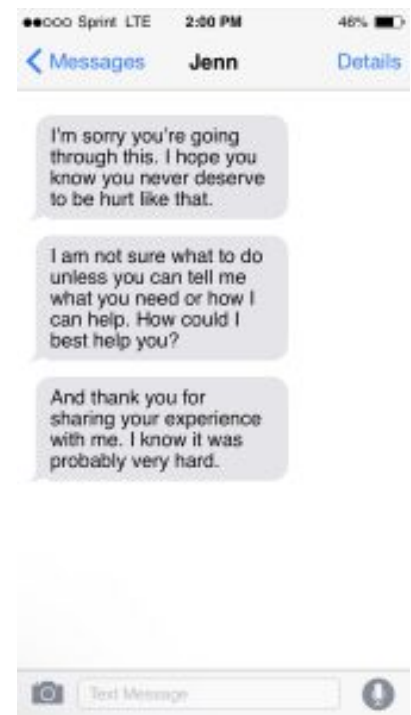 Sprint LTE 2:00 PM 46%
Messages Jenn Details
I'm sorry you're going
through this. I hope you
know you never deserve
to be hurt like that.
I am not sure what to do
unless you can tell me
what you need or how I
can help. How could I
best help you?
And thank you for
sharing your experience
with me. I know it was
probably very hard.
Text Message